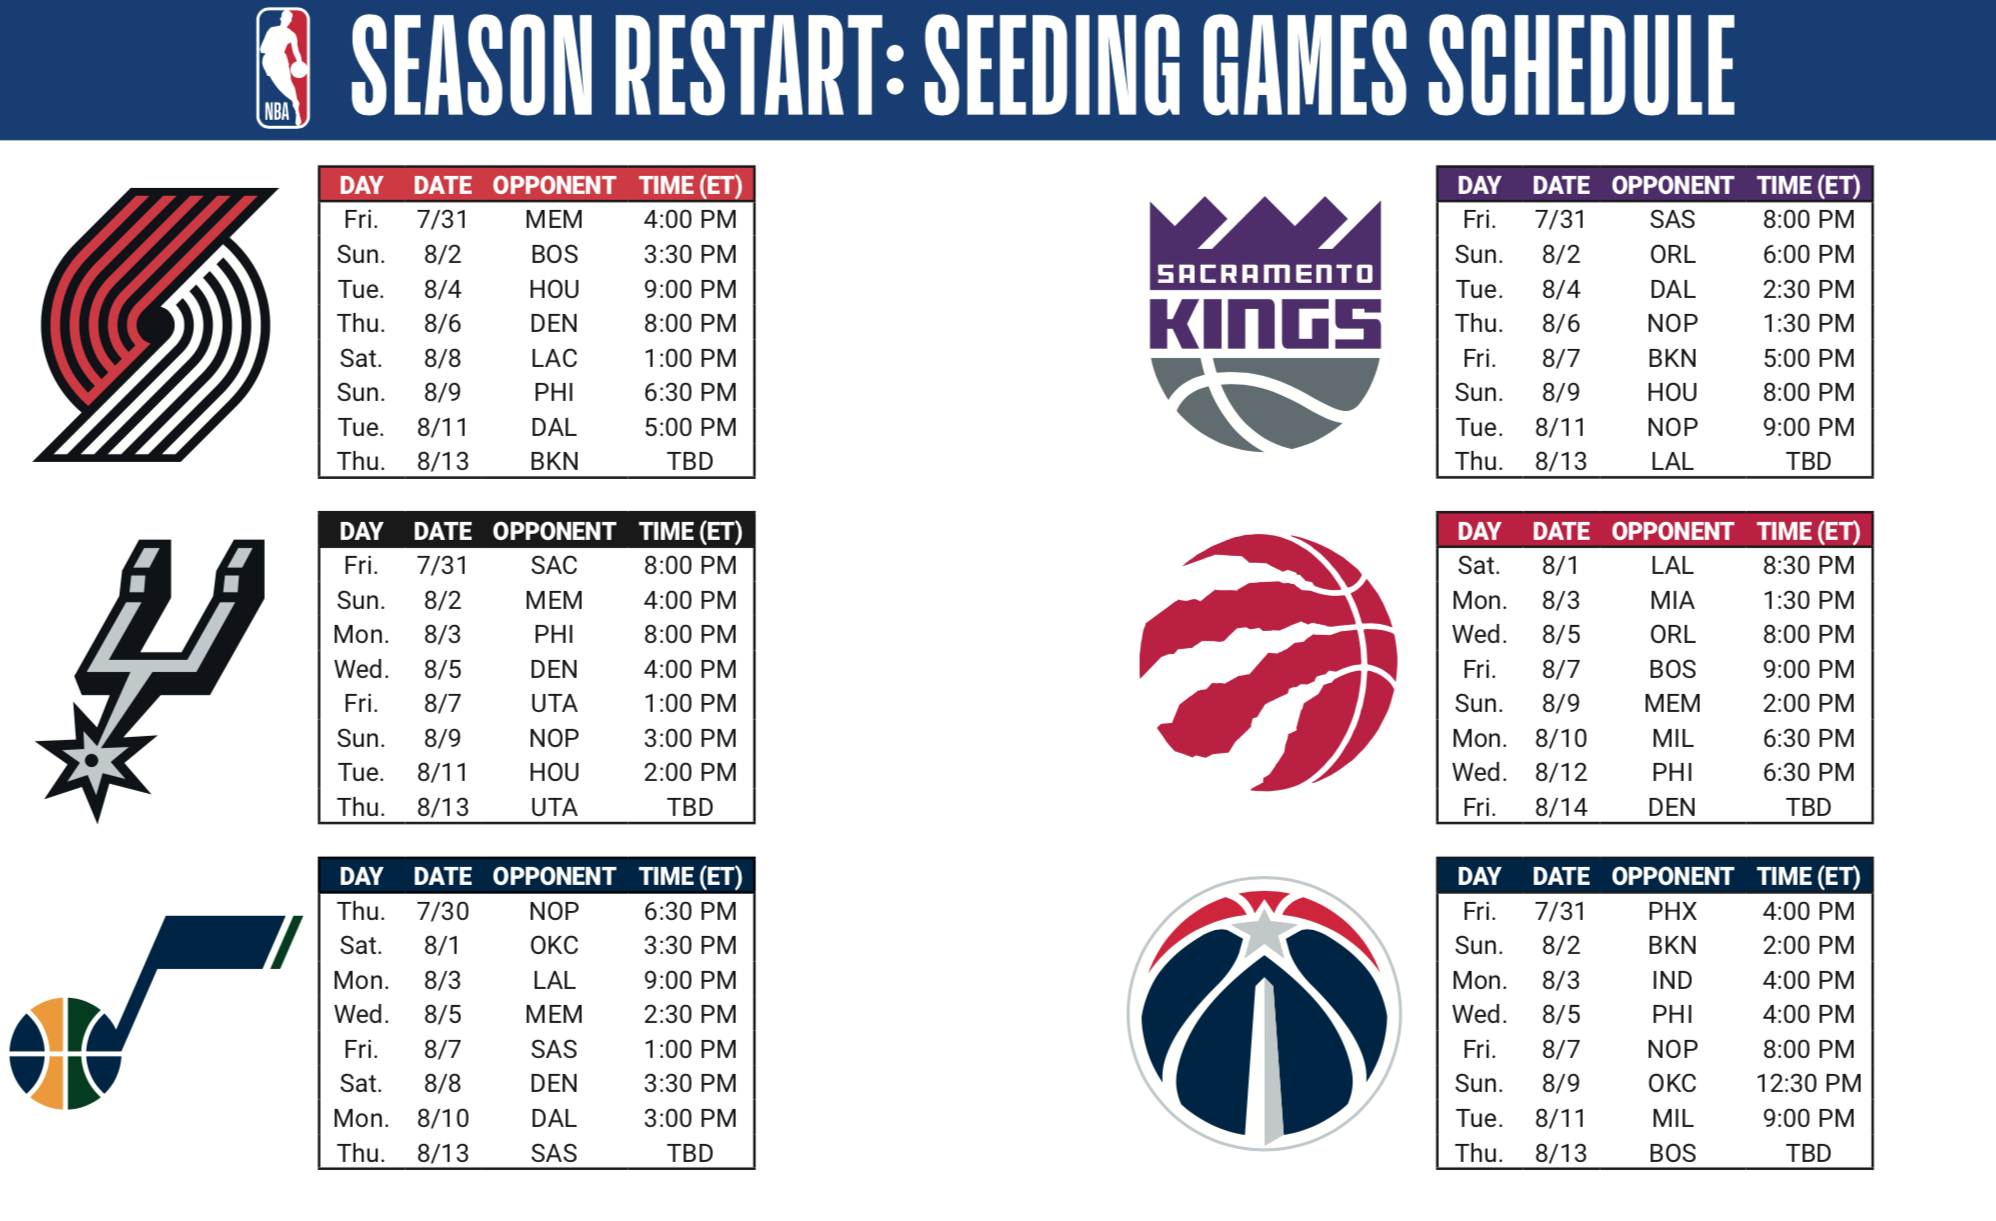 NBA
SEASON RESTART: SEEDING GAMES SCHEDULE
DAY DATE OPPONENT TIME (ET)
Fri. 7/31 MEM 4:00 PM
Sun. 8/2 BOS 3:30 PM
Tue. 8/4 HOU 9:00 PM
Thu. 8/6 DEN 8:00 PM
Sat. 8/8 LAC 1:00 PM
Sun. 8/9 PHI 6:30 PM
Tue. 8/11 DAL 5:00 PM
Thu. 8/13 BKN TBD
SACRAMENTO
KINGS
DAY DATE OPPONENT TIME (ET)
Fri. 7/31 SAS 8:00 PM
Sun. 8/2 ORL 6:00 PM
Tue. 8/4 DAL 2:30 PM
Thu. 8/6 NOP 1:30 PM
Fri. 8/7 BKN 5:00 PM
Sun. 8/9 HOU 8:00 PM
Tue. 8/11 NOP 9:00 PM
Thu. 8/13 LAL TBD
DAY DATE OPPONENT TIME (ET)
Fri. 7/31 SAC 8:00 PM
Sun. 8/2 MEM 4:00 PM
Mon. 8/3 PHI 8:00 PM
Wed. 8/5 DEN 4:00 PM
Fri. 8/7 UTA 1:00 PM
Sun. 8/9 NOP 3:00 PM
Tue. 8/11 HOU 2:00 PM
Thu. 8/13 UTA TBD
DAY DATE OPPONENT TIME (ET)
Sat. 8/1 LAL 8:30 PM
Mon. 8/3 MIA 1:30 PM
Wed. 8/5 ORL 8:00 PM
Fri. 8/7 BOS 9:00 PM
Sun. 8/9 MEM 2:00 PM
Mon. 8/10 MIL 6:30 PM
Wed. 8/12 PHI 6:30 PM
Fri. 8/14 DEN TBD
DAY DATE OPPONENT TIME (ET)
Thu. 7/30 NOP 6:30 PM
Sat. 8/1 OKC 3:30 PM
Mon. 8/3 LAL 9:00 PM
Wed. 8/5 MEM 2:30 PM
Fri. 8/7 SAS 1:00 PM
Sat. 8/8 DEN 3:30 PM
Mon. 8/10 DAL 3:00 PM
Thu. 8/13 SAS TBD
DAY DATE OPPONENT TIME (ET)
Fri. 7/31 PHX 4:00 PM
Sun. 8/2 BKN 2:00 PM
Mon. 8/3 IND 4:00 PM
Wed. 8/5 PHI 4:00 PM
Fri. 8/7 NOP 8:00 PM
Sun. 8/9 OKC 12:30 PM
Tue. 8/11 MIL 9:00 PM
Thu. 8/13 BOS TBD